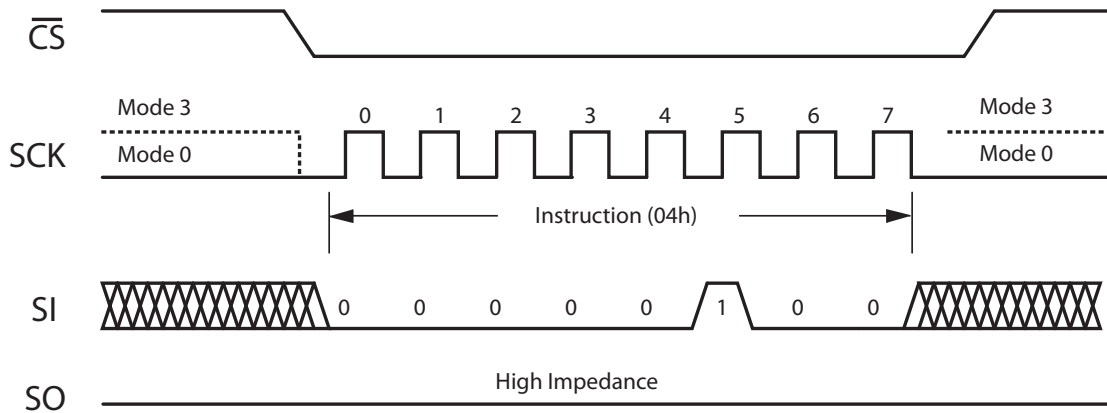 CS
Mode 3
0 1 2 3 4 5 6 7
Mode 3
SCK
Mode 0
Mode 0
Instruction (04h)
SI
0 0 0 0 0 1 0 0
High Impedance
SO